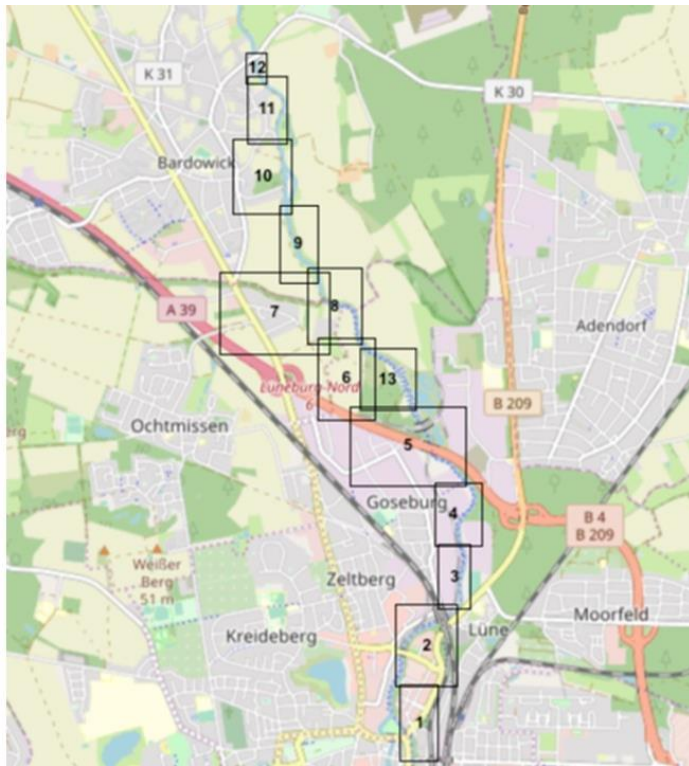 12
K 31
K 30
11
Bardowick
10
9
A 39
7
8
Adendorf
6
13
Lüneburg-Nord
6
B 209
Ochtmissen
5
Goseburg
4
B 4
B 209
Weißer
Berg
51 m
Zeltberg
3
Moorfeld
Kreideberg
2
Lüne
1